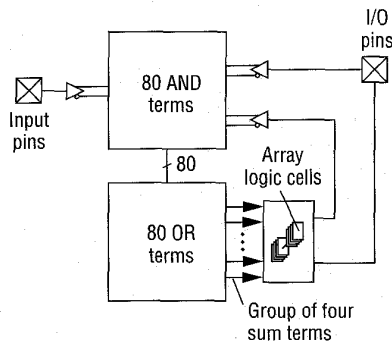 I/O
pins
80 AND
terms
Input
pins
80
Array
logic cells
80 OR
terms
Group of four
sum terms